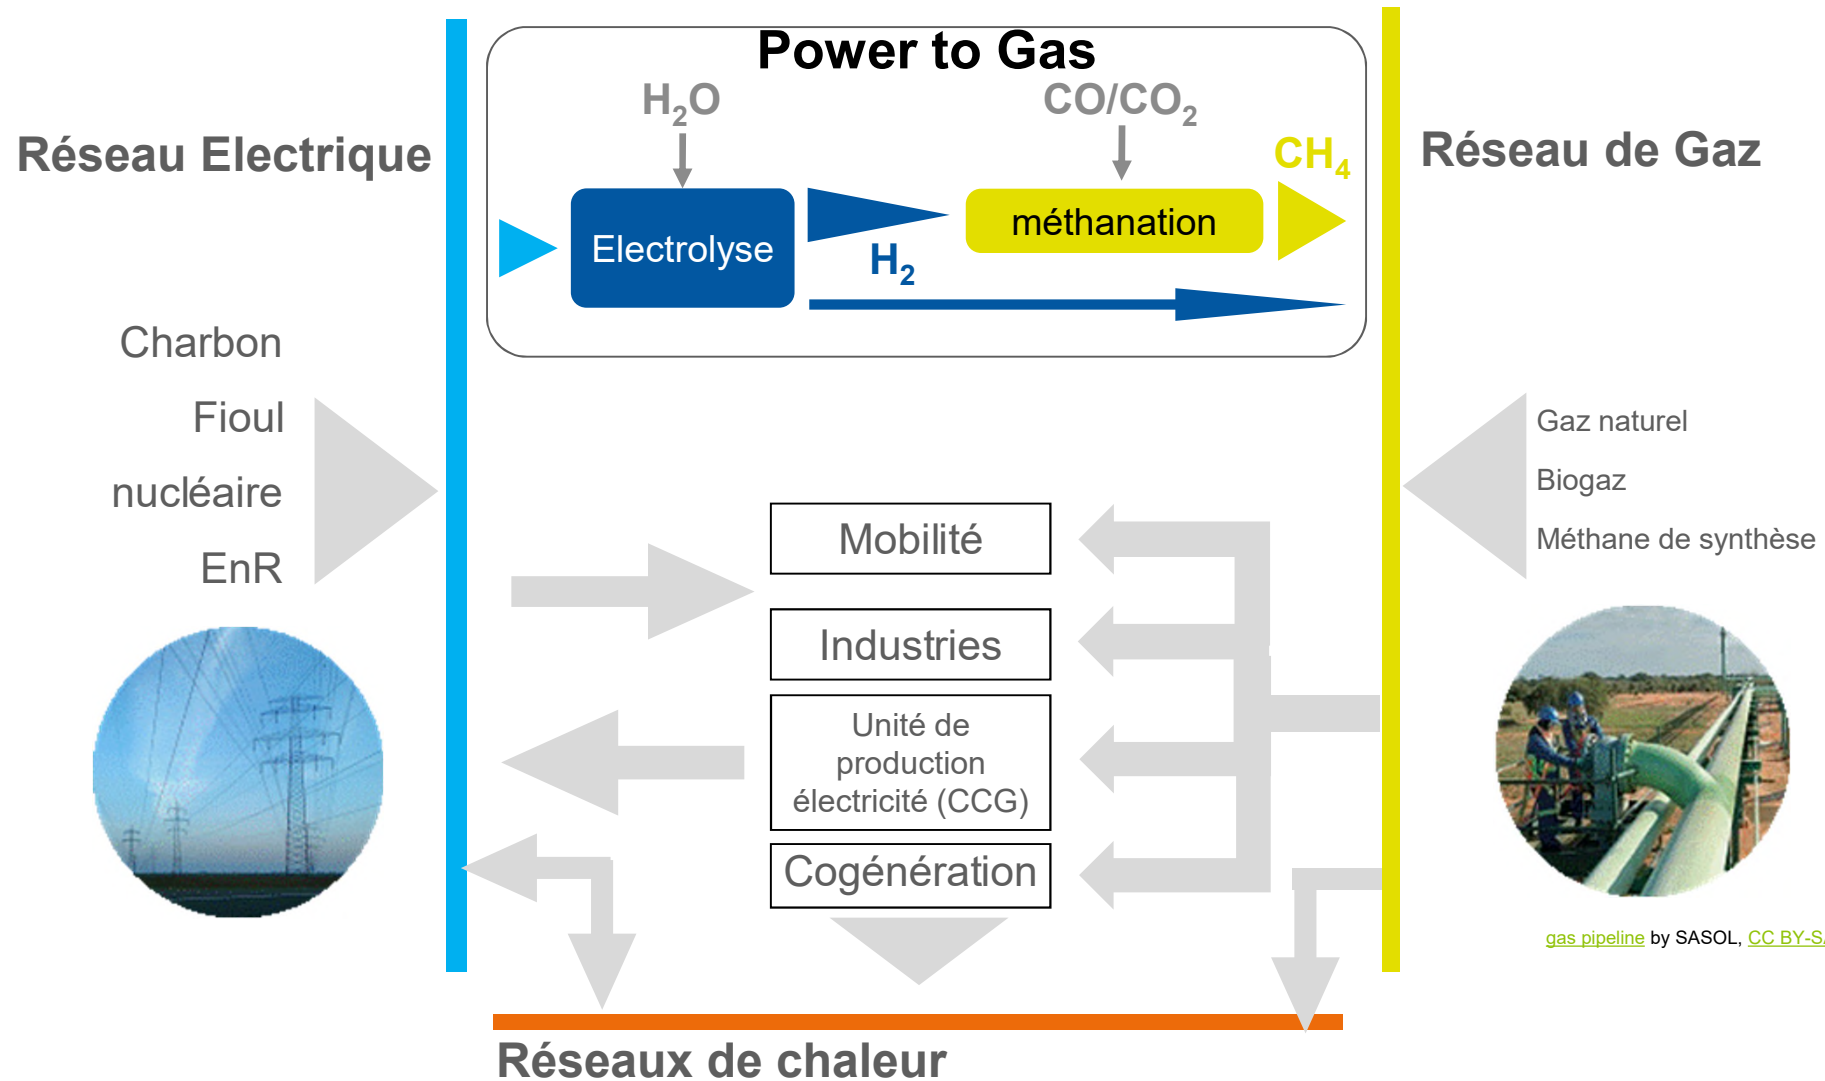 Power to Gas
H₂O
CO/CO₂
Réseau Electrique
CH₄
Réseau de Gaz
Electrolyse
méthanation
H₂
Charbon
Fioul
nucléaire
EnR
Gaz naturel
Biogaz
Méthane de synthèse
Mobilité
Industries
Unité de
production
électricité (CCG)
Cogénération
gas pipeline by SASOL, CC BY-S
Réseaux de chaleur